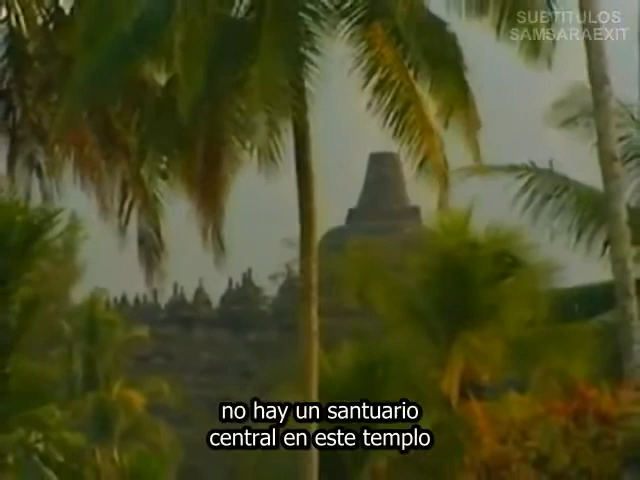 SUBTITULOS
SAMSARAEXIT
no hay un santuario
central en este templo